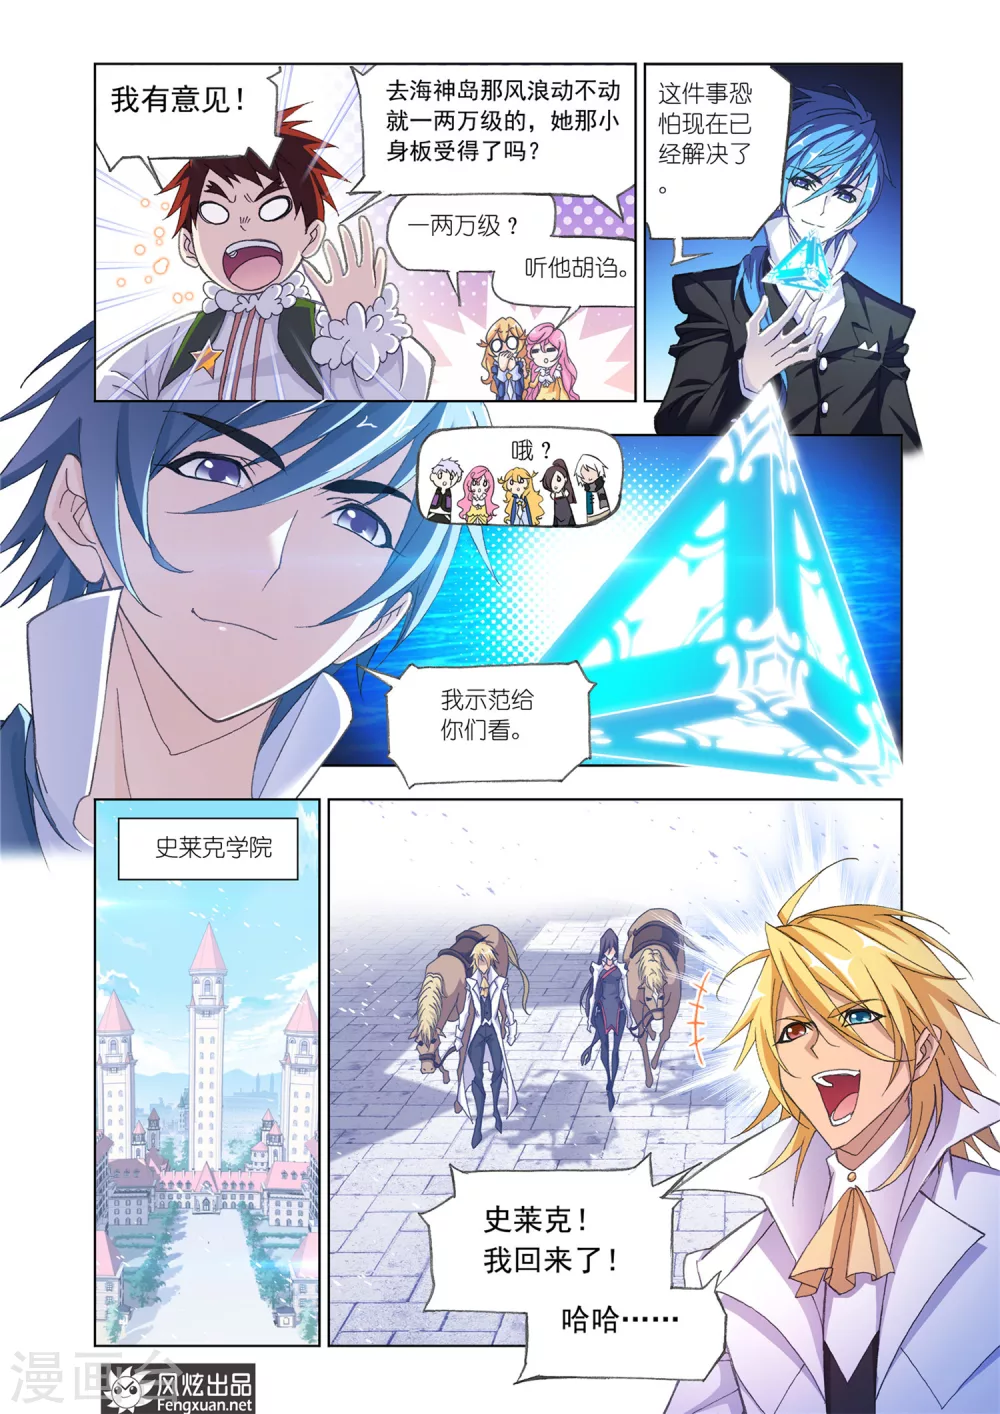 我有意见！
去海神岛那风浪动不动
就一两万级的，她那小
身板受得了吗？
一两万级？
听他胡诌。
这件事恐
怕现在已
经解决了
。
哦？
我示范给
你们看。
史莱克学院
史莱克！
我回来了！
哈哈……
漫画台
风炫出品
Fengxuan.net